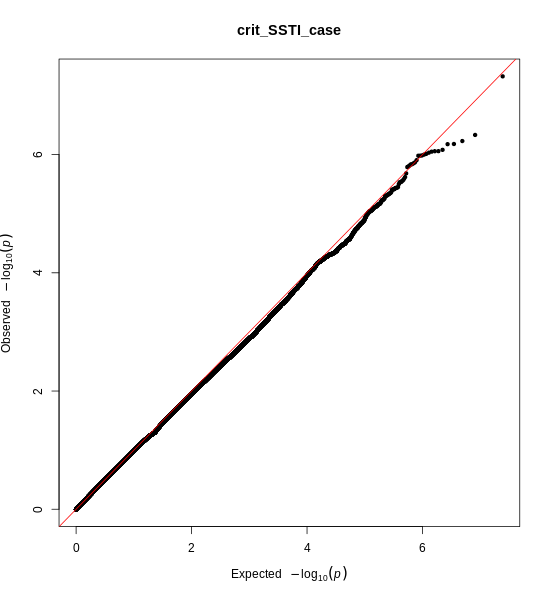 crit_SSTI_case
6
4
2
0
Observed −log10(p)
0 2 4 6
Expected −log10(p)